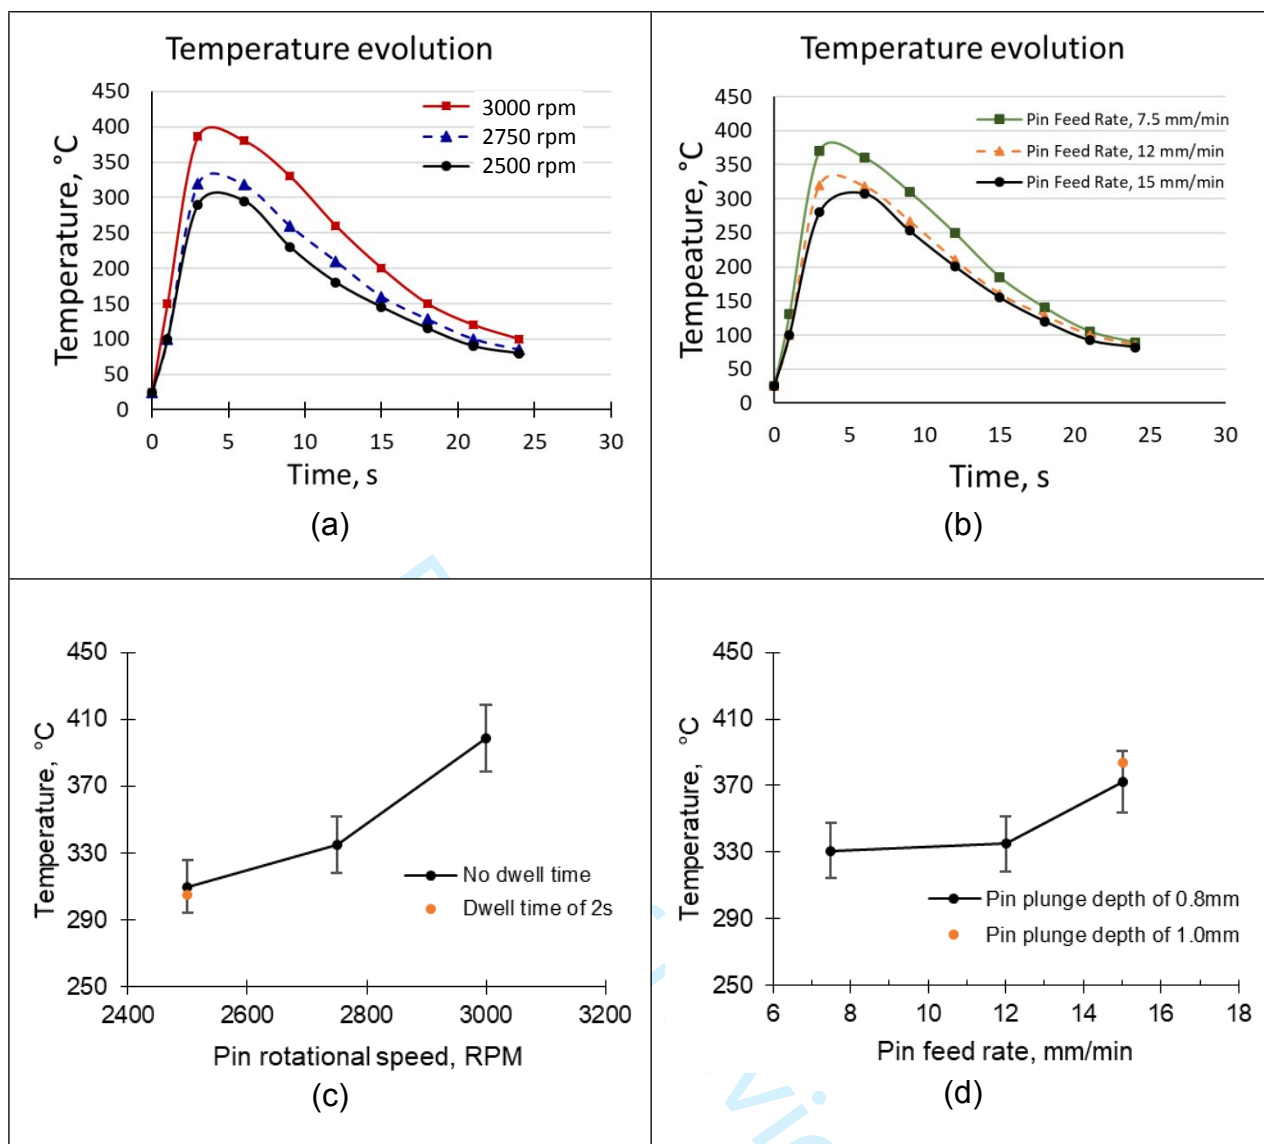 Temperature evolution
Temperature, °C
450
400
350
300
250
200
150
100
50
0
3000 rpm
2750 rpm
2500 rpm
0 5 10 15 20 25 30
Time, s
(a)
Temperature evolution
Tempeature, °C
450
400
350
300
250
200
150
100
50
0
Pin Feed Rate, 7.5 mm/min
Pin Feed Rate, 12 mm/min
Pin Feed Rate, 15 mm/min
0 5 10 15 20 25 30
Time, s
(b)
Temperature, °C
450
410
370
330
290
250
No dwell time
Dwell time of 2s
2400 2600 2800 3000 3200
Pin rotational speed, RPM
(c)
Temperature, °C
450
410
370
330
290
250
Pin plunge depth of 0.8mm
Pin plunge depth of 1.0mm
6 8 10 12 14 16 18
Pin feed rate, mm/min
(d)